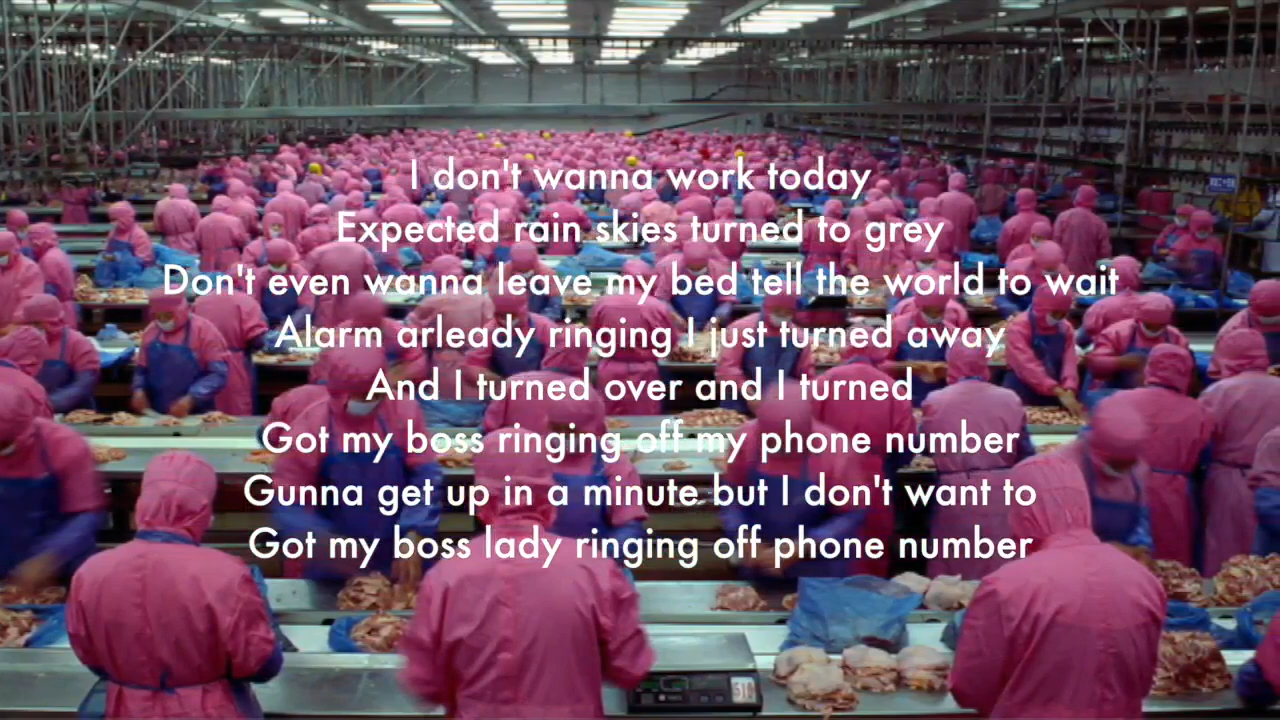 I don't wanna work today
Expected rain skies turned to grey
Don't even wanna leave my bed tell the world to wait
Alarm arleady ringing I just turned away
And I turned over and I turned
Got my boss ringing off my phone number
Gunna get up in a minute but I don't want to
Got my boss lady ringing off phone number